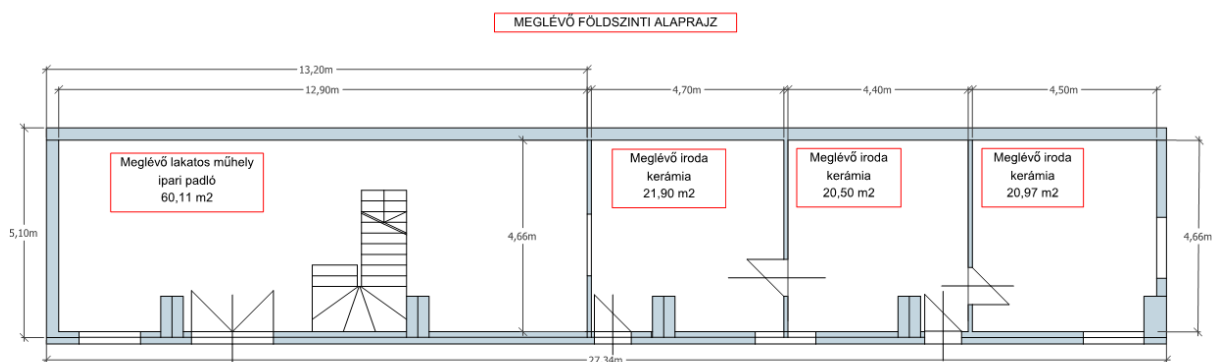 MEGLÉVŐ FÖLDSZINTI ALAPRAJZ
13,20m
12,90m
4,70m
4,40m
4,50m
Meglévő lakatos műhely
ipari padló
60,11 m2
Meglévő iroda
kerámia
21,90 m2
Meglévő iroda
kerámia
20,50 m2
Meglévő iroda
kerámia
20,97 m2
5,10m
4,66m
4,66m
27,34m